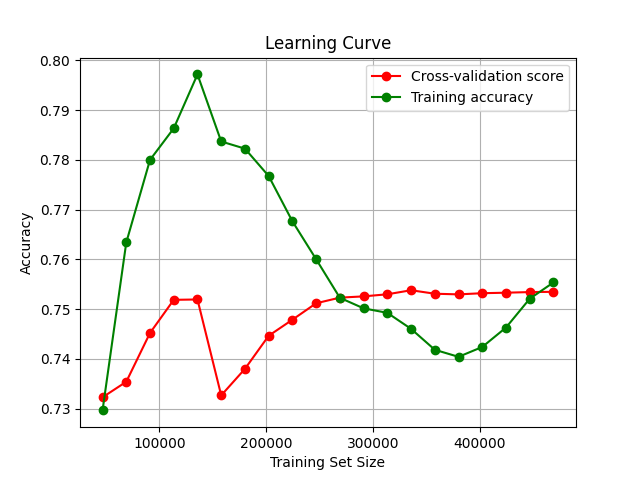 Learning Curve
Cross-validation score
Training accuracy
0.80
0.79
0.78
0.77
0.76
0.75
0.74
0.73
Accuracy
100000 200000 300000 400000
Training Set Size